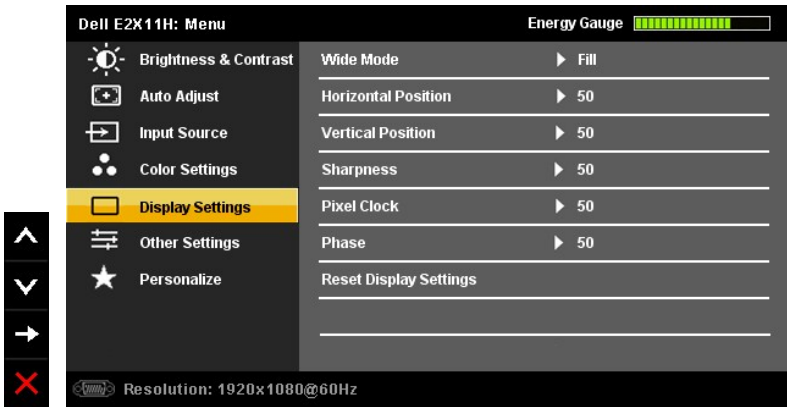 Dell E2X11H: Menu Energy Gauge
Brightness & Contrast Wide Mode Fill
Auto Adjust Horizontal Position 50
Input Source Vertical Position 50
Color Settings Sharpness 50
Display Settings Pixel Clock 50
Other Settings Phase 50
Personalize Reset Display Settings
Resolution: 1920x1080@60Hz